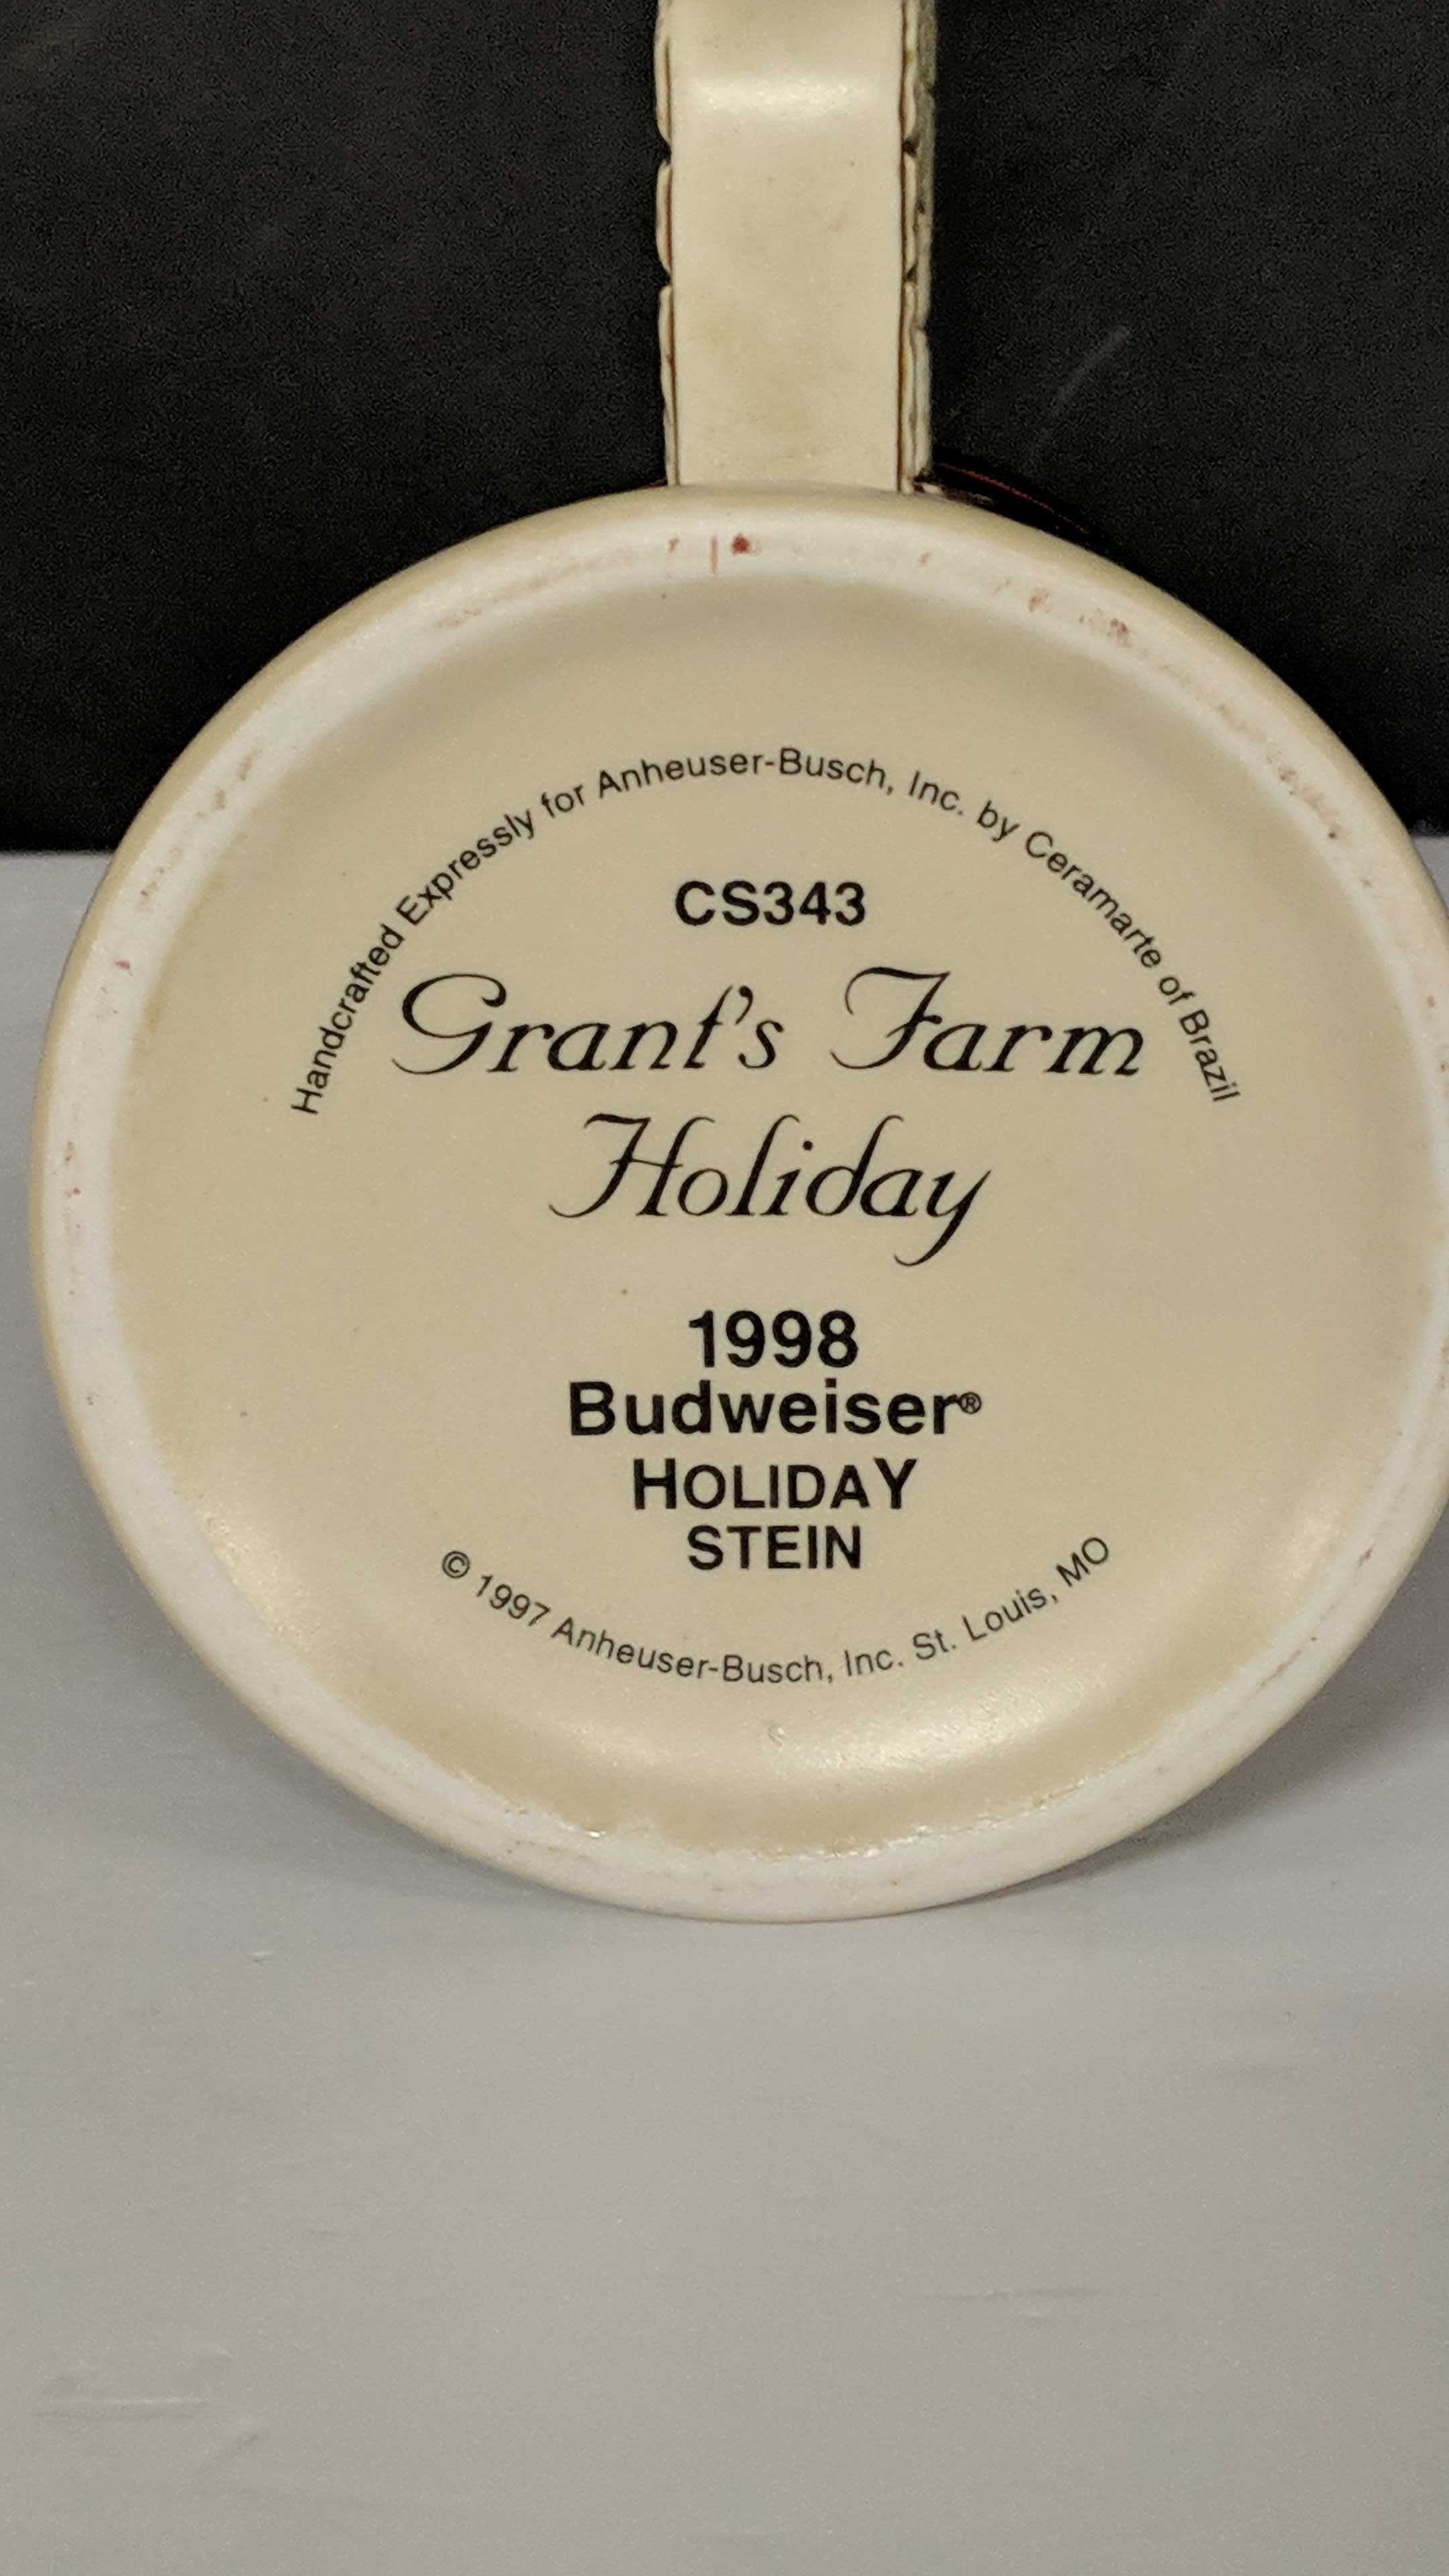 Handcrafted Expressly for Anheuser-Busch, Inc. by Ceramarte of Brazil
CS343
Grant's Farm
Holiday
1998
Budweiser®
HOLIDAY
STEIN
© 1997 Anheuser-Busch, Inc. St. Louis, MO